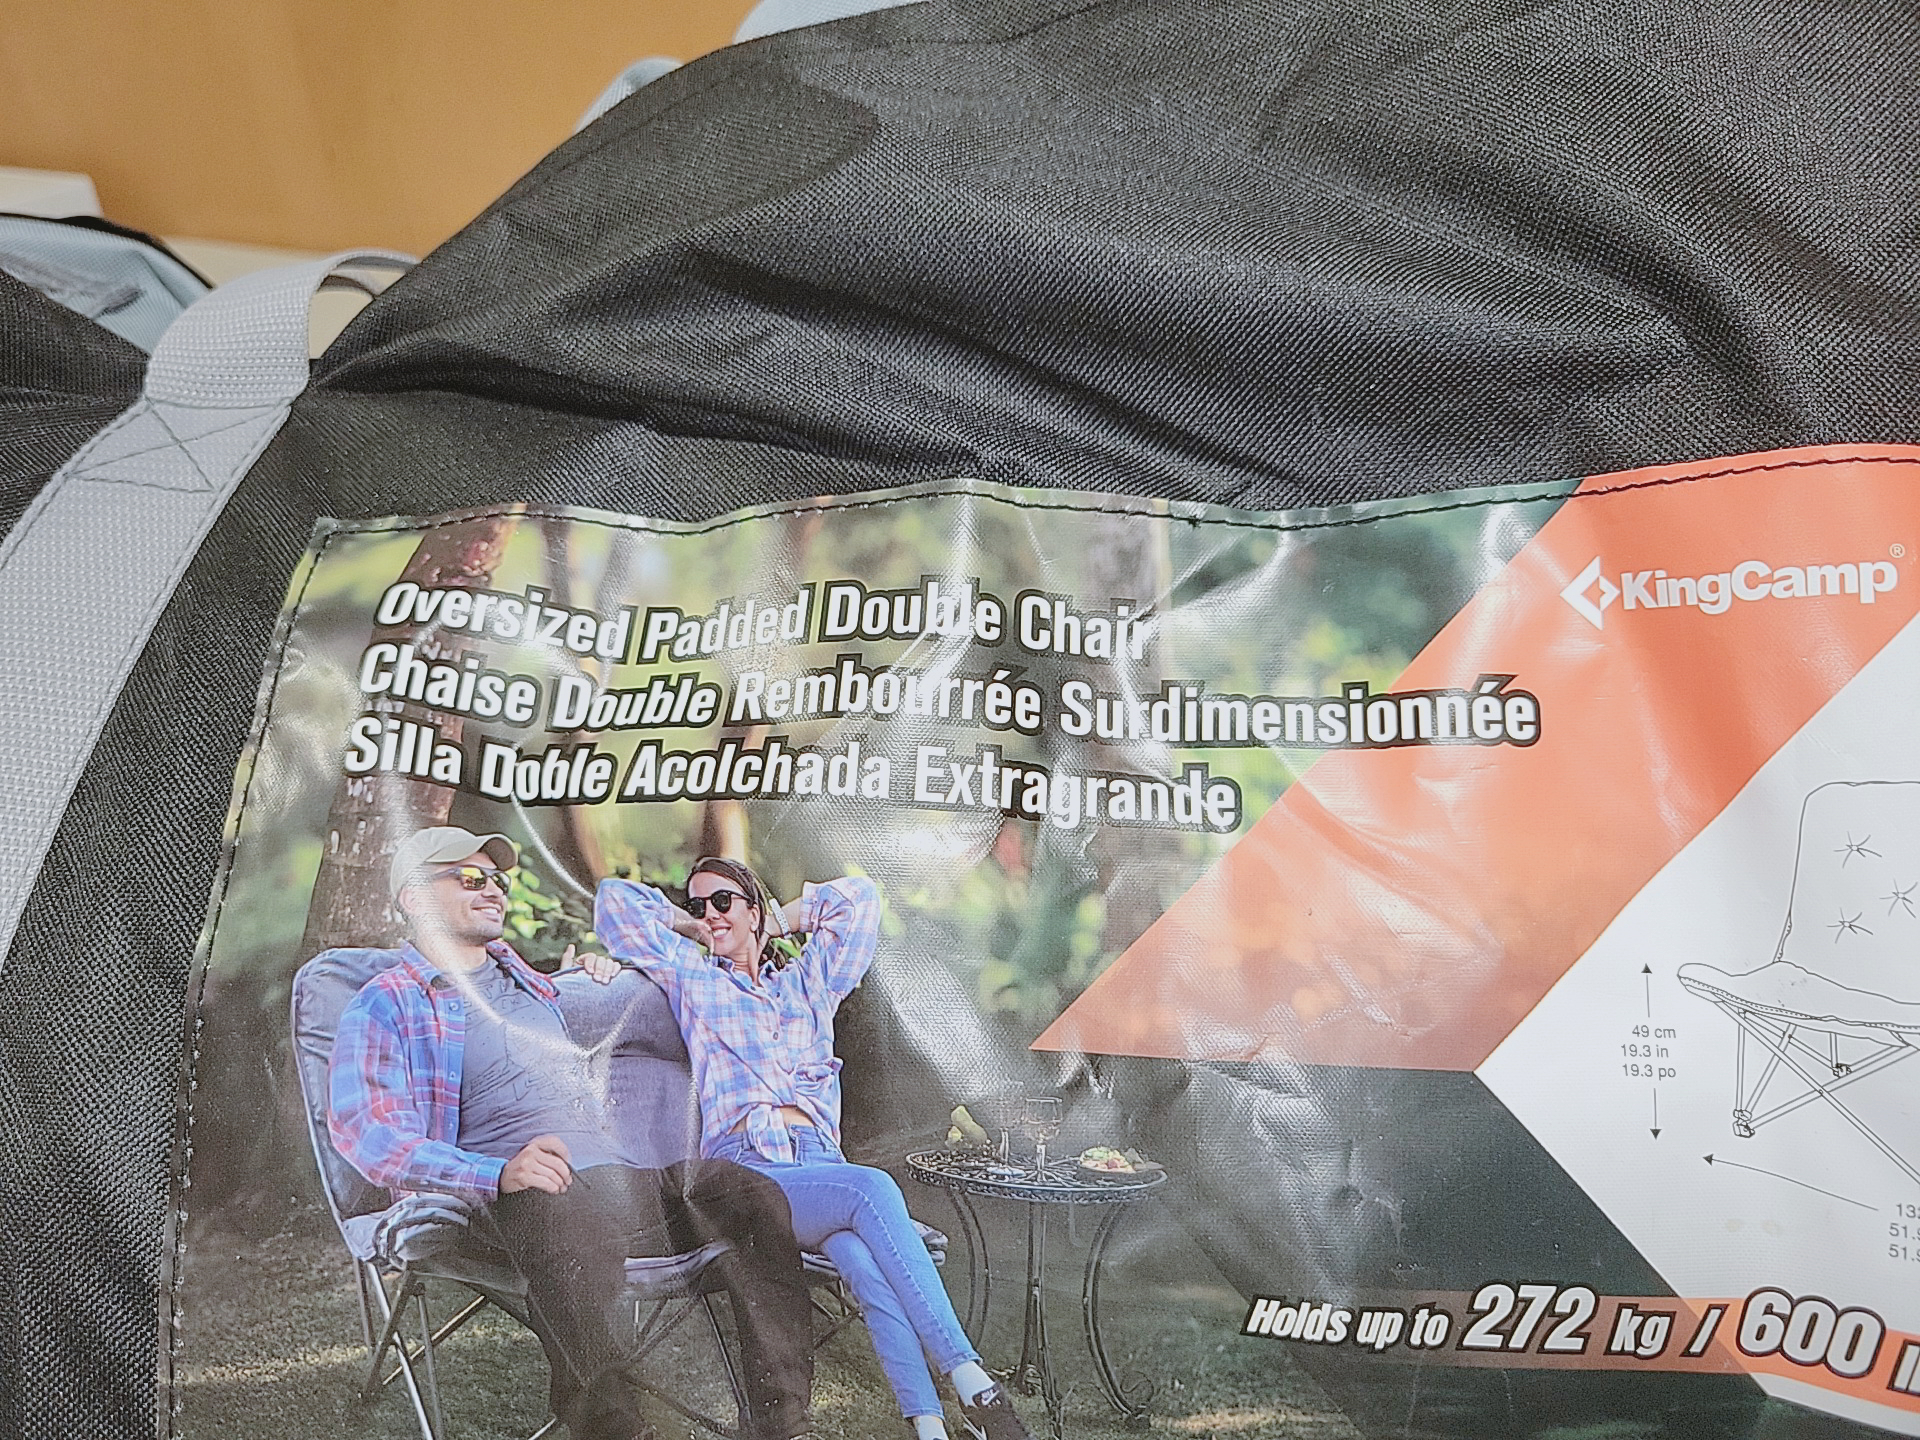 KingCamp®
Oversized Padded Double Chair
Chaise Double Rembourrée Surdimensionnée
Silla Doble Acolchada Extragrande
49 cm
19.3 in
19.3 po
Holds up to 272 kg / 600